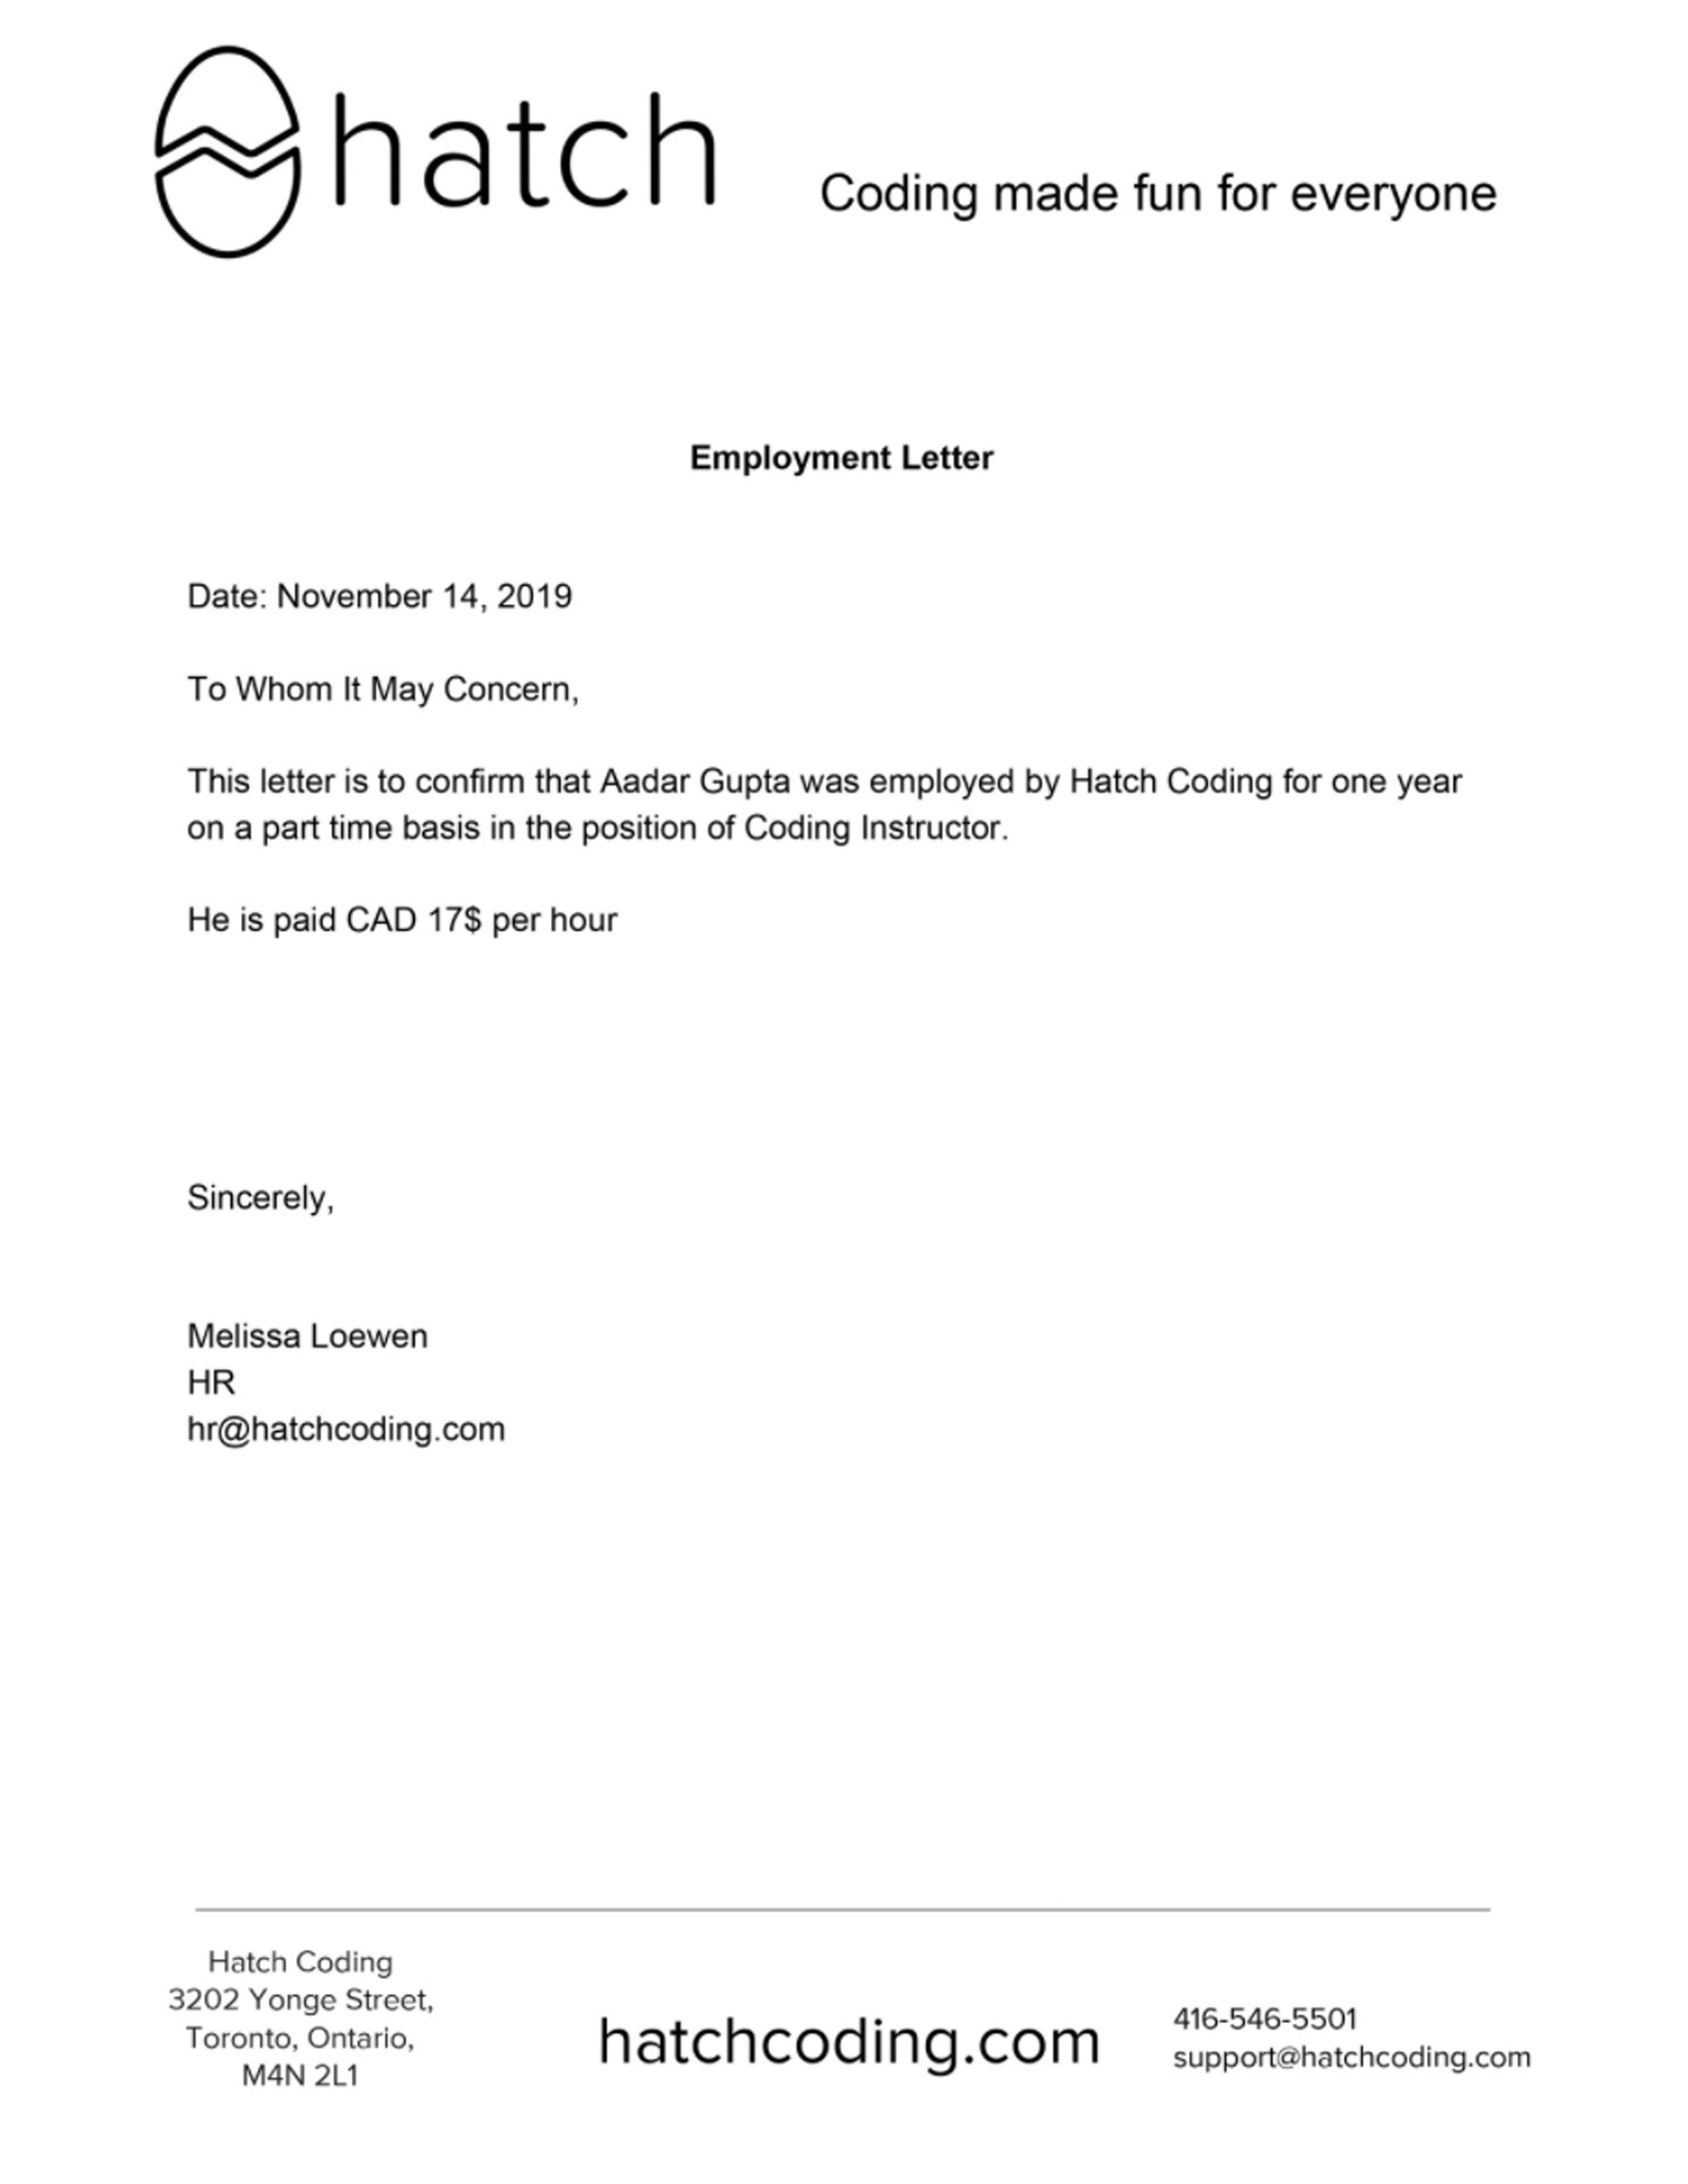 hatch
Coding made fun for everyone
Employment Letter
Date: November 14, 2019
To Whom It May Concern,
This letter is to confirm that Aadar Gupta was employed by Hatch Coding for one year
on a part time basis in the position of Coding Instructor.
He is paid CAD 17$ per hour
Sincerely,
Melissa Loewen
HR
hr@hatchcoding.com
Hatch Coding
3202 Yonge Street,
Toronto, Ontario,
M4N 2L1
hatchcoding.com
416-546-5501
support@hatchcoding.com